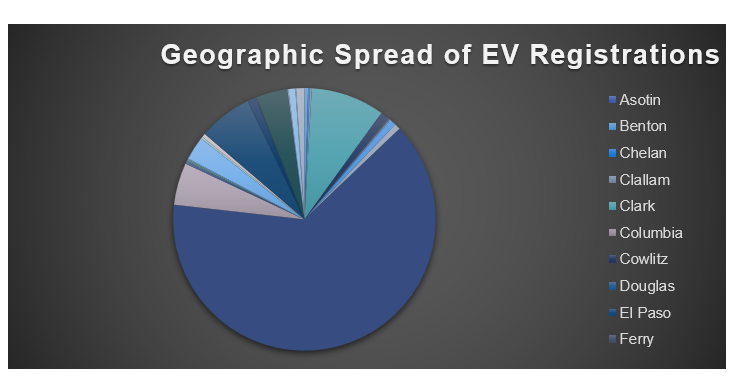 Geographic Spread of EV Registrations
Asotin
Benton
Chelan
Clallam
Clark
Columbia
Cowlitz
Douglas
El Paso
Ferry